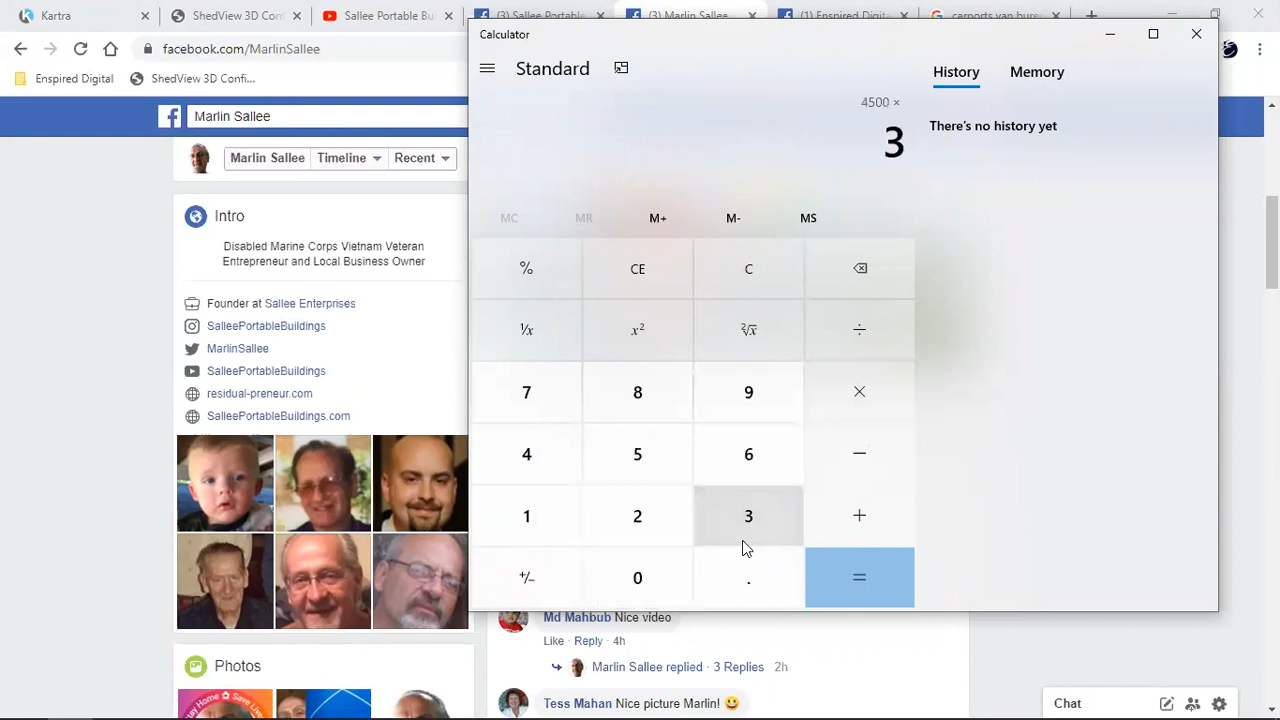 Kartra
ShedView 3D Confi
Sallee Portable Bu
(3) Sallee Portab
(3) Marlin Sallee
(1) Enspired Digit
carports van buren
facebook.com/MarlinSallee
Enspired Digital
ShedView 3D Confi...
Marlin Sallee
Marlin Sallee
Timeline
Recent
Intro
Disabled Marine Corps Vietnam Veteran
Entrepreneur and Local Business Owner
Founder at Sallee Enterprises
SalleePortableBuildings
MarlinSallee
SalleePortableBuildings
residual-preneur.com
SalleePortableBuildings.com
Photos
Calculator
Standard
History
Memory
4500 ×
3
There's no history yet
MC MR M+ M- MS
% CE C
⅟x x² ²√x ÷
7 8 9 ×
4 5 6 −
1 2 3 +
+/− 0 . =
Md Mahbub Nice video
Like · Reply · 4h
Marlin Sallee replied · 3 Replies 2h
Tess Mahan Nice picture Marlin! 😃
Chat